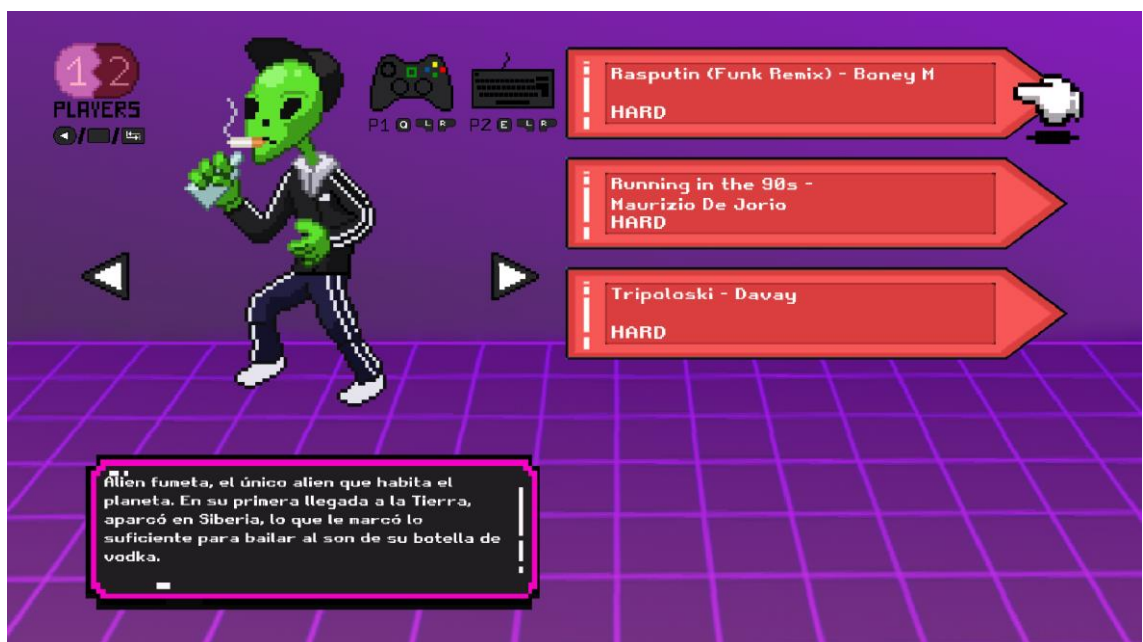 12
PLAYERS
P1 Q L R P2 E L R
Rasputin (Funk Remix) - Boney M
HARD
Running in the 90s -
Maurizio De Jorio
HARD
Tripoloski - Davay
HARD
Alien fumeta, el único alien que habita el
planeta. En su primera llegada a la Tierra,
aparcó en Siberia, lo que le marcó lo
suficiente para bailar al son de su botella de
vodka.